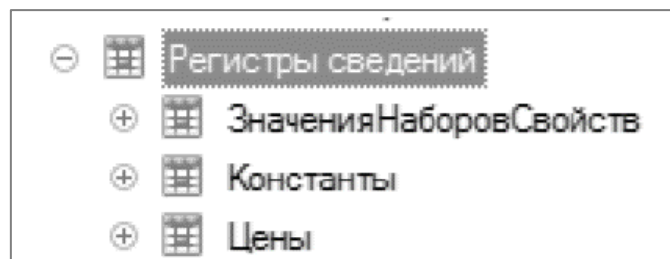 Регистры сведений
ЗначенияНаборовСвойств
Константы
Цены